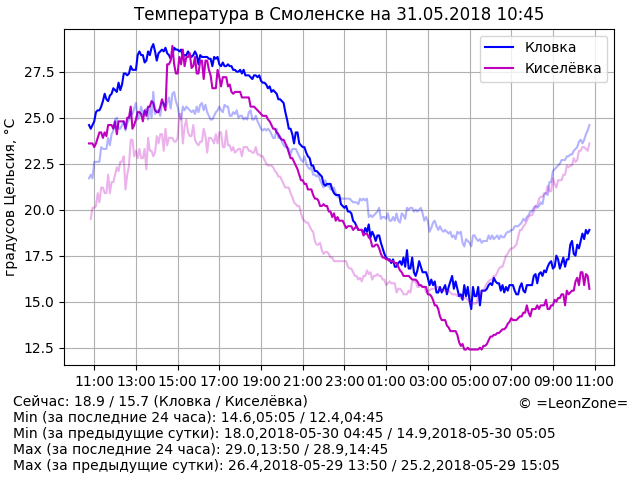 Температура в Смоленске на 31.05.2018 10:45
градусов Цельсия, °C
27.5
25.0
22.5
20.0
17.5
15.0
12.5
Кловка
Киселёвка
11:00 13:00 15:00 17:00 19:00 21:00 23:00 01:00 03:00 05:00 07:00 09:00 11:00
Сейчас: 18.9 / 15.7 (Кловка / Киселёвка)
© =LeonZone=
Min (за последние 24 часа): 14.6,05:05 / 12.4,04:45
Min (за предыдущие сутки): 18.0,2018-05-30 04:45 / 14.9,2018-05-30 05:05
Max (за последние 24 часа): 29.0,13:50 / 28.9,14:45
Max (за предыдущие сутки): 26.4,2018-05-29 13:50 / 25.2,2018-05-29 15:05